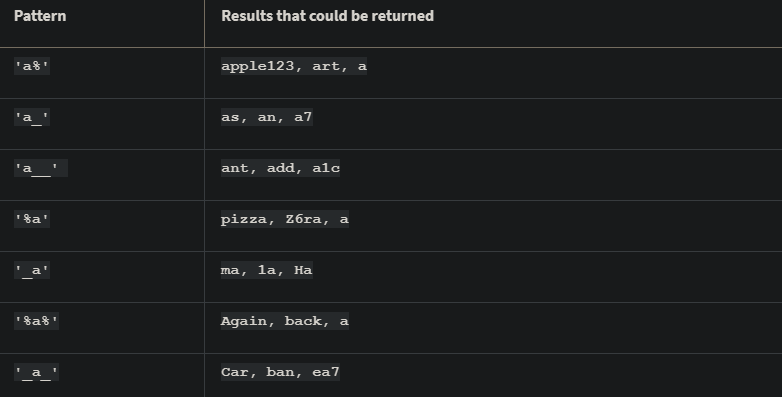 Pattern Results that could be returned
'a%' apple123, art, a
'a_' as, an, a7
'a__' ant, add, a1c
'%a' pizza, Z6ra, a
'_a' ma, 1a, Ha
'%a%' Again, back, a
'_a_' Car, ban, ea7